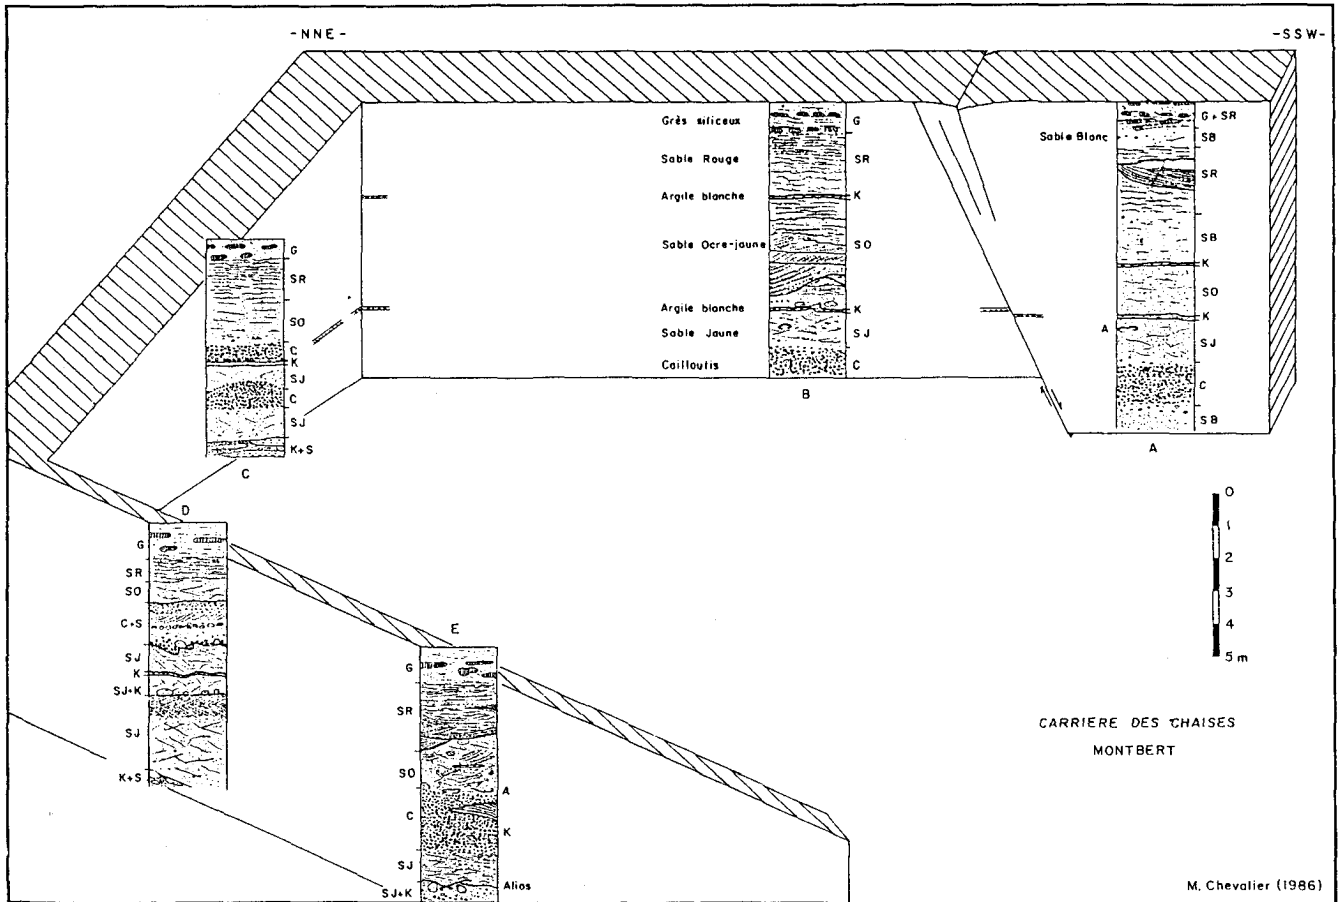 -NNE-
-SSW-
Grès siliceux
G
Sable Rouge
SR
Argile blanche
K
Sable Ocre-jaune
SO
Argile blanche
K
Sable Jaune
SJ
Cailloutis
C
B
G+SR
Sable Blanc
SB
SR
SB
K
SO
K
A
SJ
C
SB
A
G
SR
SO
C
K
SJ
C
SJ
K+S
C
D
G
SR
SO
C+S
SJ
K
SJ+K
SJ
K+S
E
G
SR
SO
A
C
K
SJ
SJ+K
Alios
0
1
2
3
4
5 m
CARRIERE DES CHAISES
MONTBERT
M. Chevalier (1986)